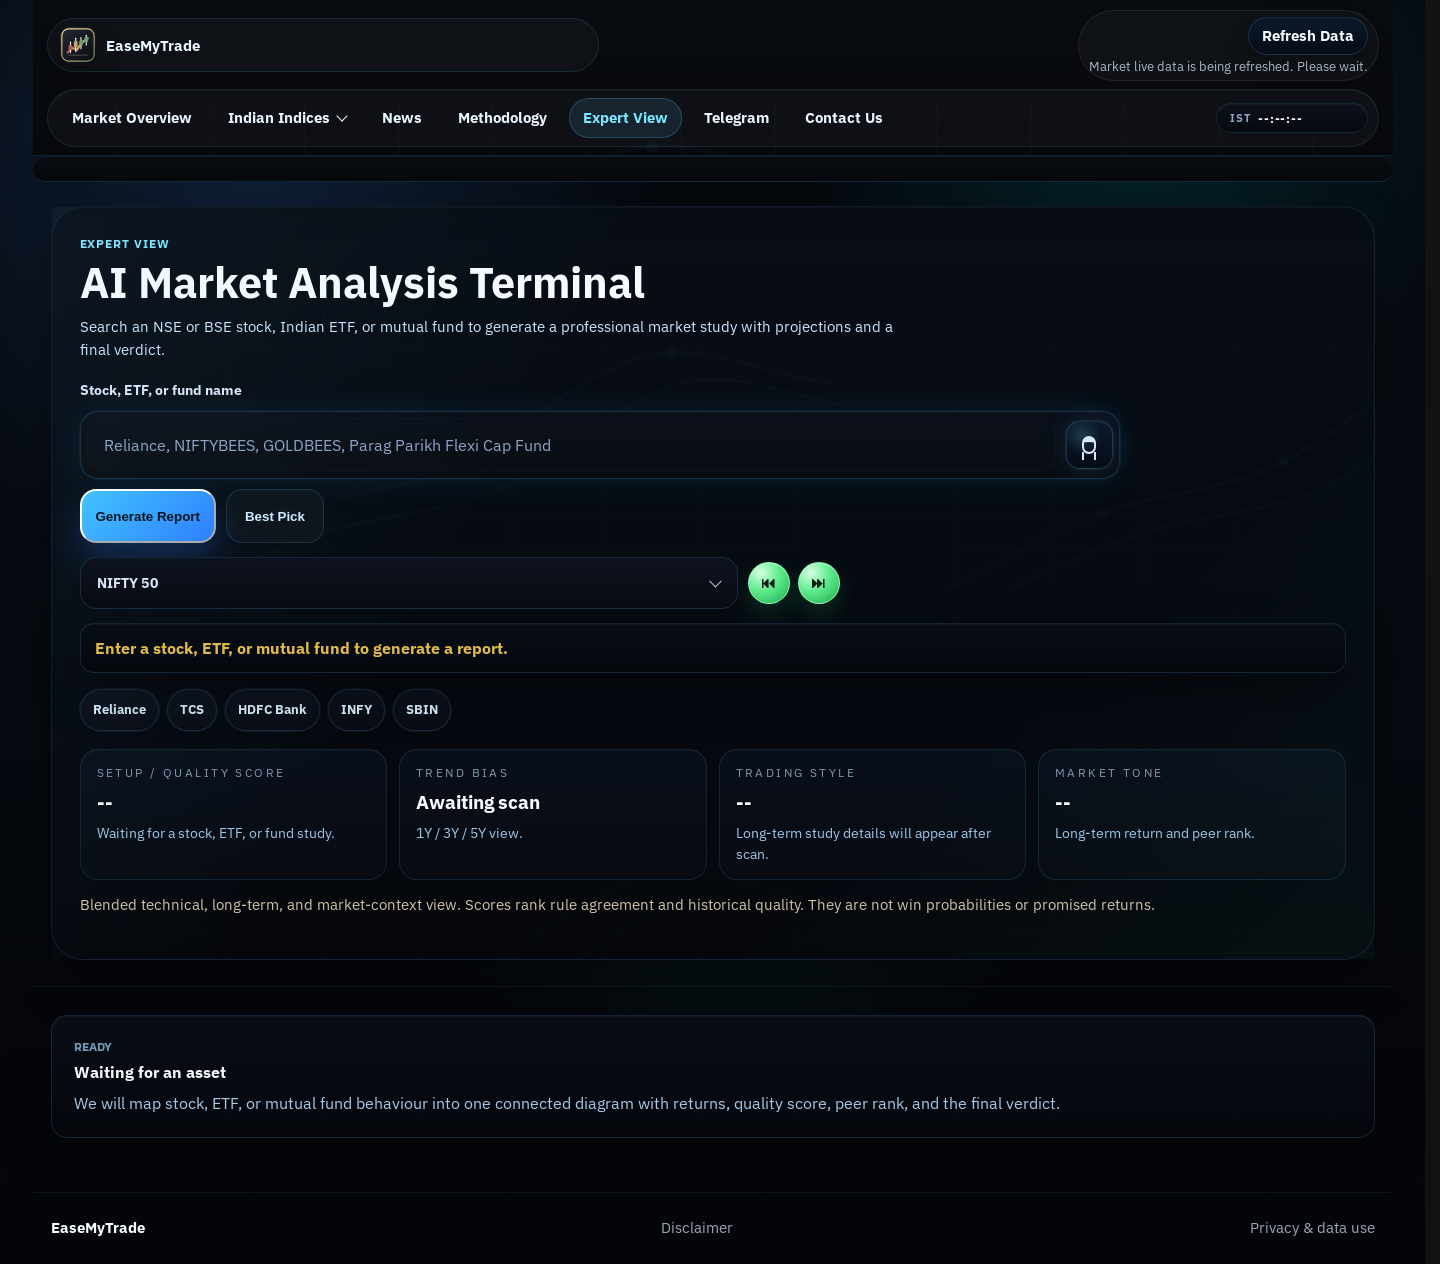 EaseMyTrade
Refresh Data
Market live data is being refreshed. Please wait.
Market Overview
Indian Indices
News
Methodology
Expert View
Telegram
Contact Us
IST --:--:--
EXPERT VIEW
AI Market Analysis Terminal
Search an NSE or BSE stock, Indian ETF, or mutual fund to generate a professional market study with projections and a
final verdict.
Stock, ETF, or fund name
Reliance, NIFTYBEES, GOLDBEES, Parag Parikh Flexi Cap Fund
Generate Report
Best Pick
NIFTY 50
Enter a stock, ETF, or mutual fund to generate a report.
Reliance
TCS
HDFC Bank
INFY
SBIN
SETUP / QUALITY SCORE
--
Waiting for a stock, ETF, or fund study.
TREND BIAS
Awaiting scan
1Y / 3Y / 5Y view.
TRADING STYLE
--
Long-term study details will appear after
scan.
MARKET TONE
--
Long-term return and peer rank.
Blended technical, long-term, and market-context view. Scores rank rule agreement and historical quality. They are not win probabilities or promised returns.
READY
Waiting for an asset
We will map stock, ETF, or mutual fund behaviour into one connected diagram with returns, quality score, peer rank, and the final verdict.
EaseMyTrade
Disclaimer
Privacy & data use